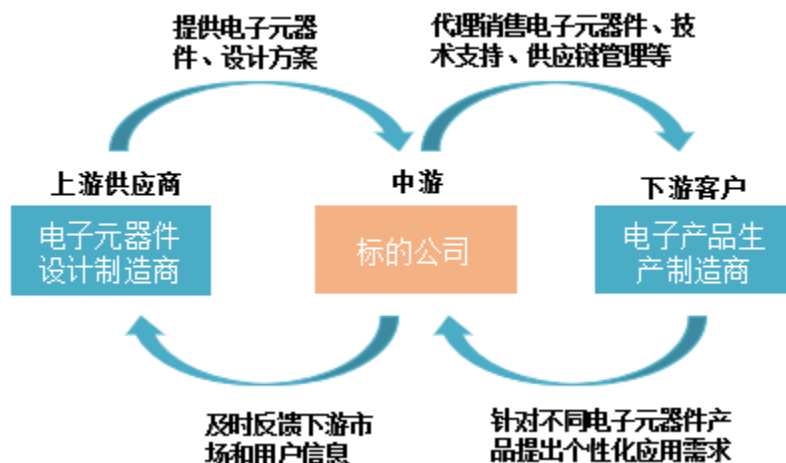 提供电子元器
件、设计方案
代理销售电子元器件、技
术支持、供应链管理等
上游供应商
中游
下游客户
电子元器件
设计制造商
标的公司
电子产品生
产制造商
及时反馈下游市
场和用户信息
针对不同电子元器件产
品提出个性化应用需求